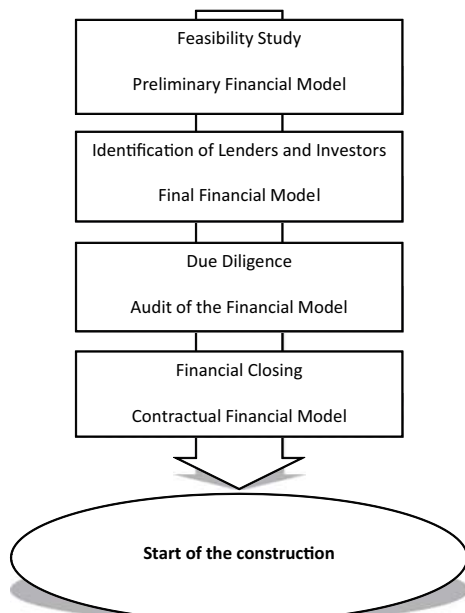 Feasibility Study
Preliminary Financial Model
Identification of Lenders and Investors
Final Financial Model
Due Diligence
Audit of the Financial Model
Financial Closing
Contractual Financial Model
Start of the construction